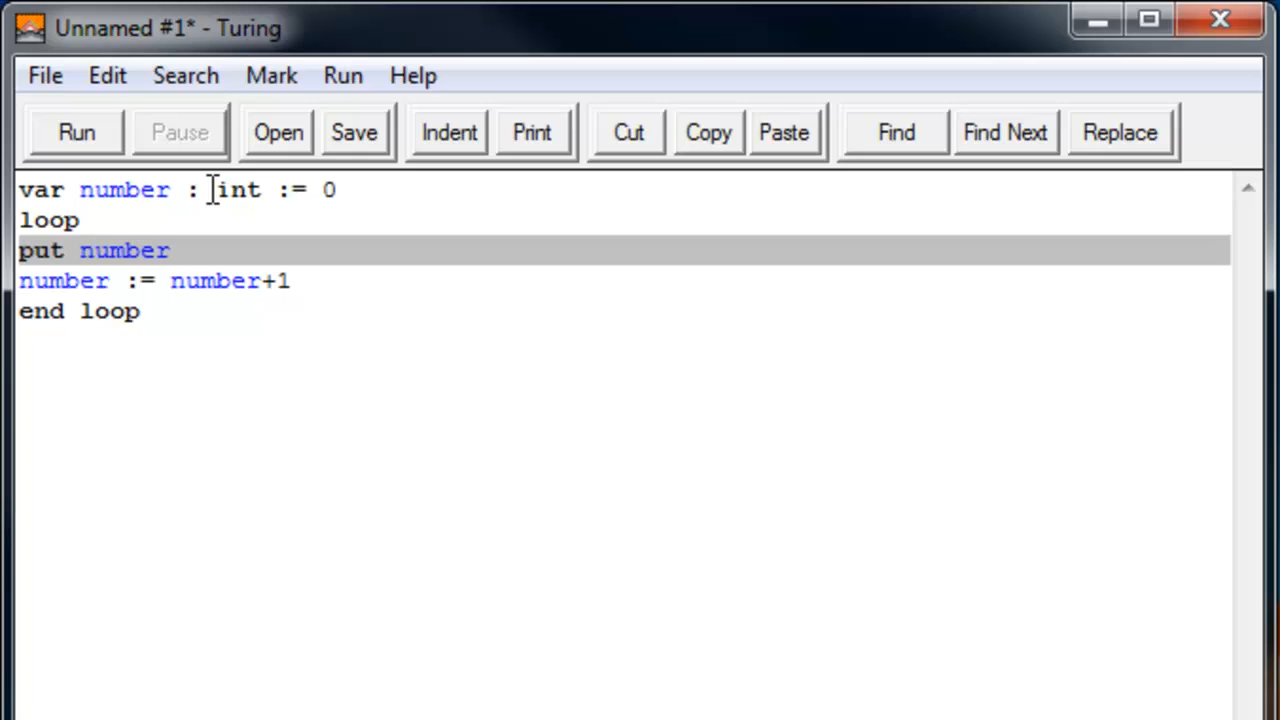 Unnamed #1* - Turing
File Edit Search Mark Run Help
Run Pause Open Save Indent Print Cut Copy Paste Find Find Next Replace
var number : int := 0
loop
put number
number := number+1
end loop